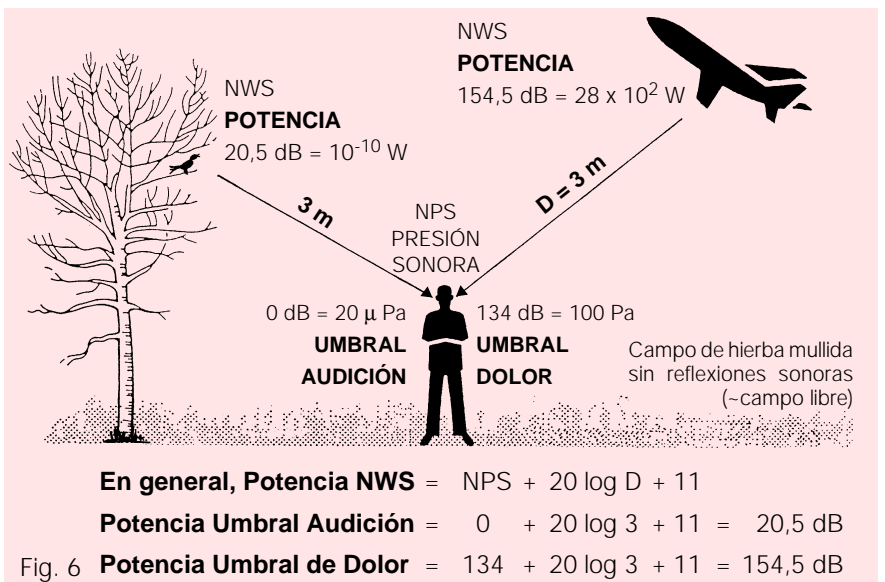 NWS
POTENCIA
154,5 dB = 28 x 10² W
NWS
POTENCIA
20,5 dB = 10⁻¹⁰ W
3 m
D = 3 m
NPS
PRESIÓN
SONORA
0 dB = 20 µ Pa
UMBRAL
AUDICIÓN
134 dB = 100 Pa
UMBRAL
DOLOR
Campo de hierba mullida
sin reflexiones sonoras
(~campo libre)
En general, Potencia NWS = NPS + 20 log D + 11
Potencia Umbral Audición = 0 + 20 log 3 + 11 = 20,5 dB
Fig. 6 Potencia Umbral de Dolor = 134 + 20 log 3 + 11 = 154,5 dB